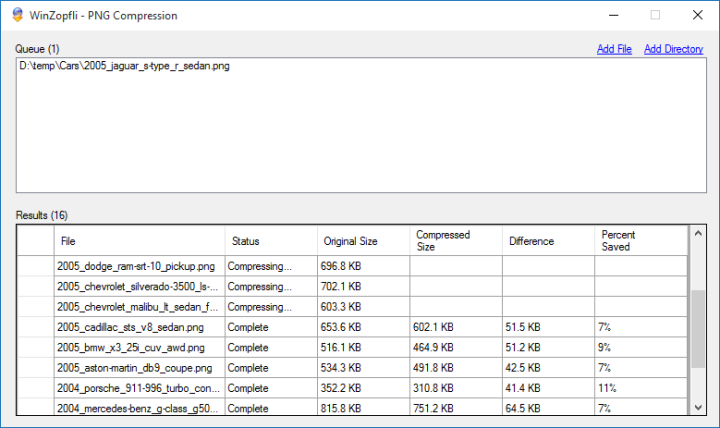 WinZopfli - PNG Compression
Queue (1) Add File Add Directory
D:\temp\Cars\2005_jaguar_s-type_r_sedan.png
Results (16)
File Status Original Size Compressed Size Difference Percent Saved
2005_dodge_ram-srt-10_pickup.png Compressing... 696.8 KB
2005_chevrolet_silverado-3500_ls-... Compressing... 702.1 KB
2005_chevrolet_malibu_lt_sedan_f... Compressing... 603.3 KB
2005_cadillac_sts_v8_sedan.png Complete 653.6 KB 602.1 KB 51.5 KB 7%
2005_bmw_x3_25i_cuv_awd.png Complete 516.1 KB 464.9 KB 51.2 KB 9%
2005_aston-martin_db9_coupe.png Complete 534.3 KB 491.8 KB 42.5 KB 7%
2004_porsche_911-996_turbo_con... Complete 352.2 KB 310.8 KB 41.4 KB 11%
2004_mercedes-benz_g-class_g50... Complete 815.8 KB 751.2 KB 64.5 KB 7%